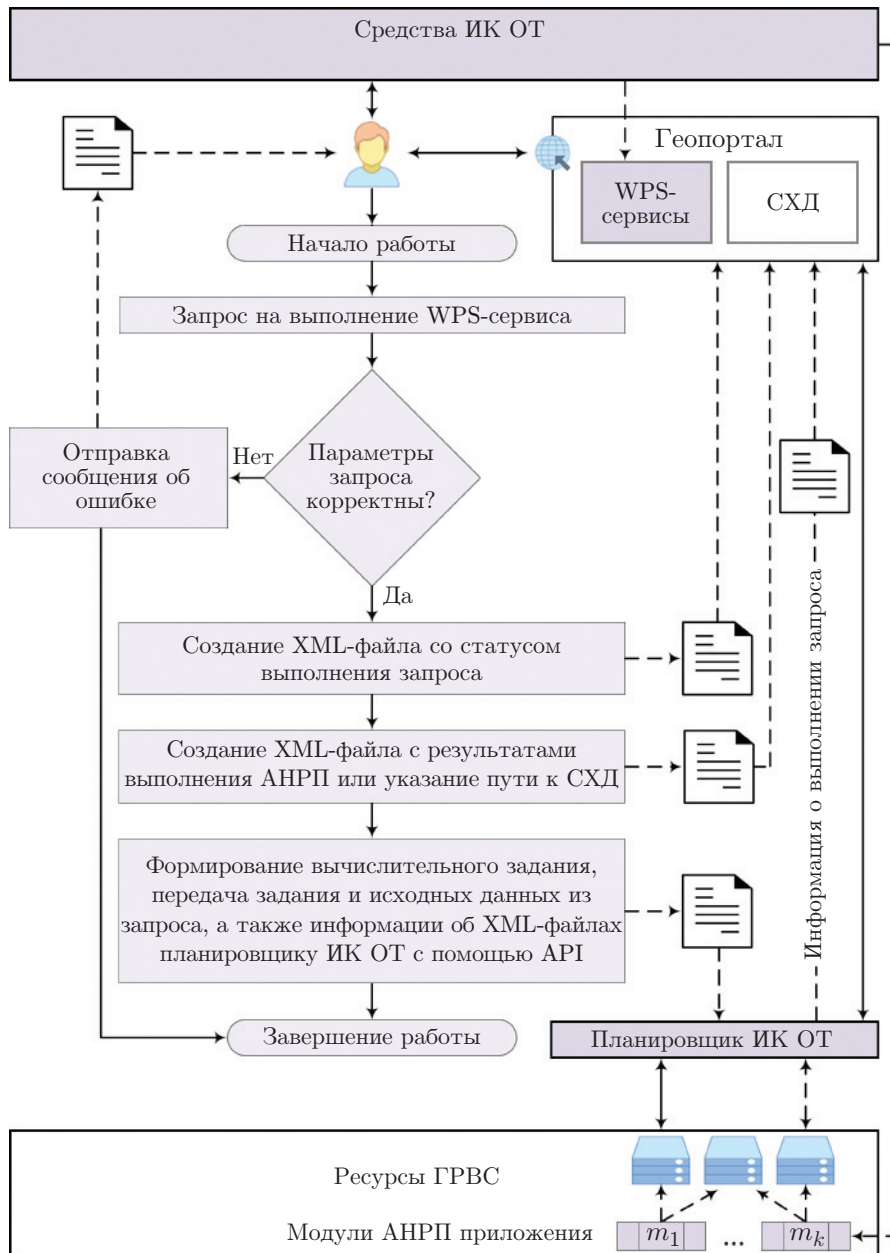 Средства ИК ОТ
Геопортал
WPS-
сервисы
СХД
Начало работы
Запрос на выполнение WPS-сервиса
Параметры
запроса
корректны?
Нет
Отправка
сообщения об
ошибке
Да
Создание XML-файла со статусом
выполнения запроса
Создание XML-файла с результатами
выполнения АНРП или указание пути к СХД
Формирование вычислительного задания,
передача задания и исходных данных из
запроса, а также информации об XML-файлах
планировщику ИК ОТ с помощью API
Информация о выполнении запроса
Завершение работы
Планировщик ИК ОТ
Ресурсы ГРВС
Модули АНРП приложения
m1
...
mk